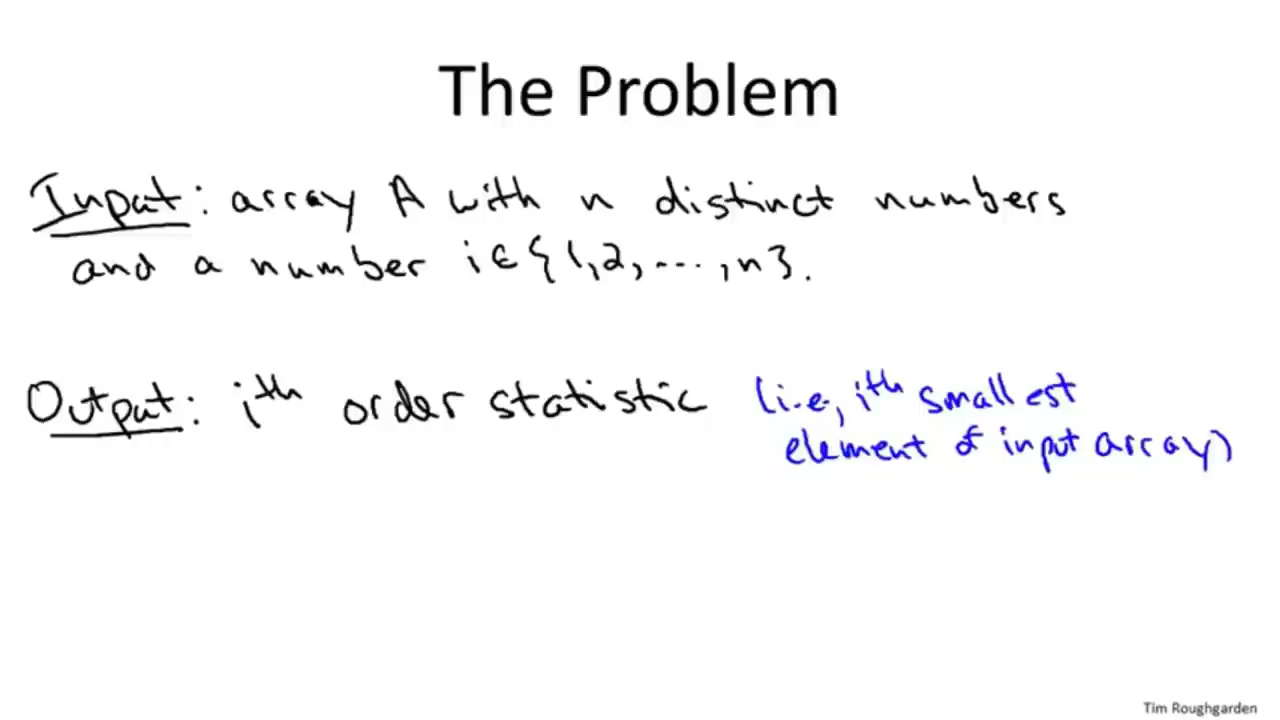 The Problem
Input: array A with n distinct numbers
and a number i ∈ {1,2, ..., n}.
Output: iᵗʰ order statistic (i.e., iᵗʰ smallest
element of input array)
Tim Roughgarden